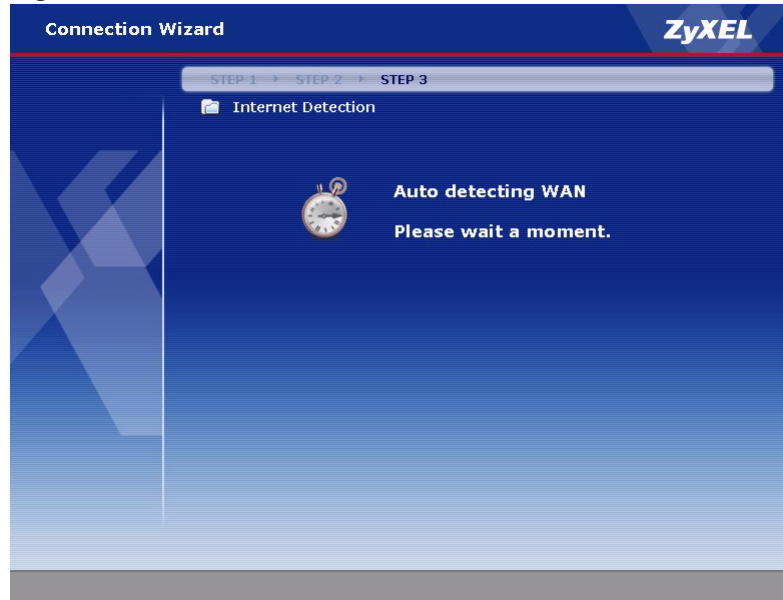 Connection Wizard
ZyXEL
STEP 1 STEP 2 STEP 3
Internet Detection
Auto detecting WAN
Please wait a moment.